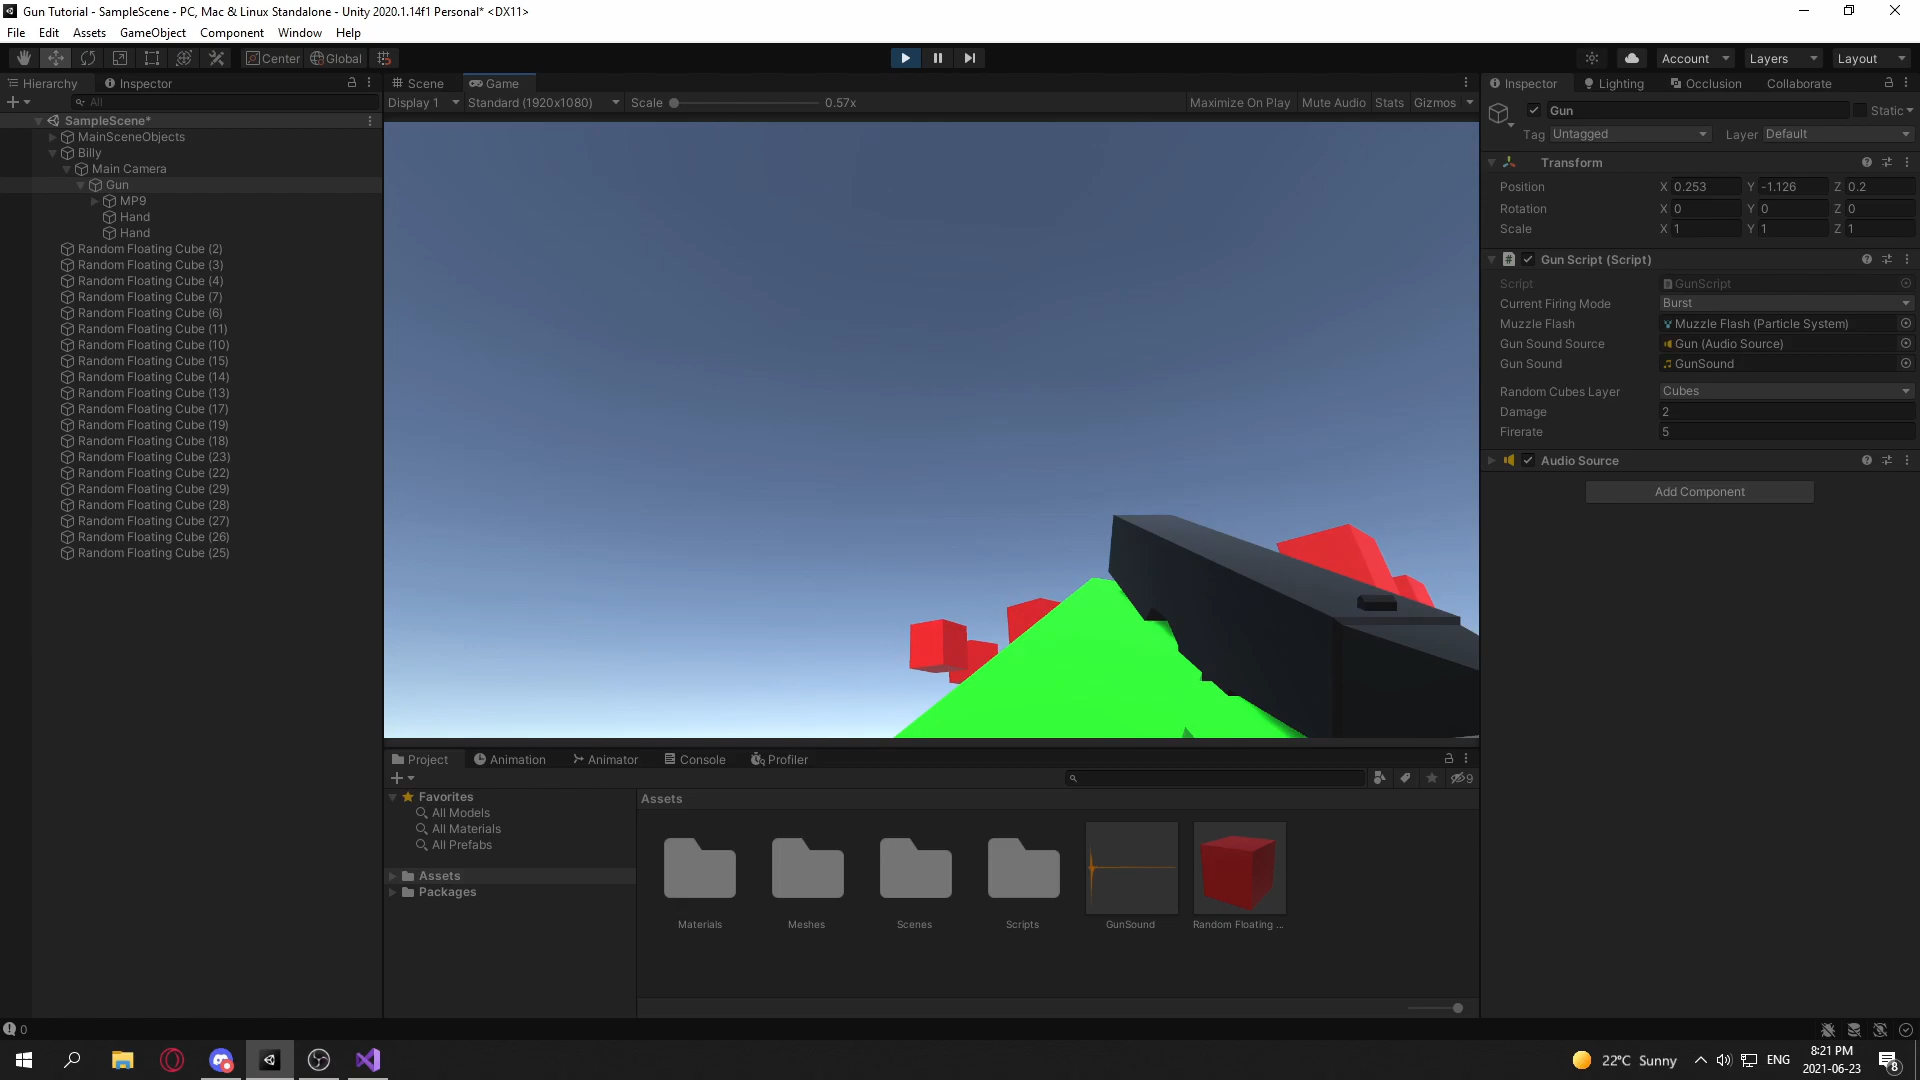 Gun Tutorial - SampleScene - PC, Mac & Linux Standalone - Unity 2020.1.14f1 Personal* <DX11>
File Edit Assets GameObject Component Window Help
Center Global Account Layers Layout
Hierarchy Inspector
All
SampleScene*
MainSceneObjects
Billy
Main Camera
Gun
MP9
Hand
Hand
Random Floating Cube (2)
Random Floating Cube (3)
Random Floating Cube (4)
Random Floating Cube (7)
Random Floating Cube (6)
Random Floating Cube (11)
Random Floating Cube (10)
Random Floating Cube (15)
Random Floating Cube (14)
Random Floating Cube (13)
Random Floating Cube (17)
Random Floating Cube (19)
Random Floating Cube (18)
Random Floating Cube (23)
Random Floating Cube (22)
Random Floating Cube (29)
Random Floating Cube (28)
Random Floating Cube (27)
Random Floating Cube (26)
Random Floating Cube (25)
Scene Game
Display 1 Standard (1920x1080) Scale 0.57x Maximize On Play Mute Audio Stats Gizmos
Inspector Lighting Occlusion Collaborate
Gun Static
Tag Untagged Layer Default
Transform
Position X 0.253 Y -1.126 Z 0.2
Rotation X 0 Y 0 Z 0
Scale X 1 Y 1 Z 1
Gun Script (Script)
Script GunScript
Current Firing Mode Burst
Muzzle Flash Muzzle Flash (Particle System)
Gun Sound Source Gun (Audio Source)
Gun Sound GunSound
Random Cubes Layer Cubes
Damage 2
Firerate 5
Audio Source
Add Component
Project Animation Animator Console Profiler
9
Favorites
All Models
All Materials
All Prefabs
Assets
Packages
Assets
Materials Meshes Scenes Scripts GunSound Random Floating ...
0
22°C Sunny ENG
8:21 PM
2021-06-23
8